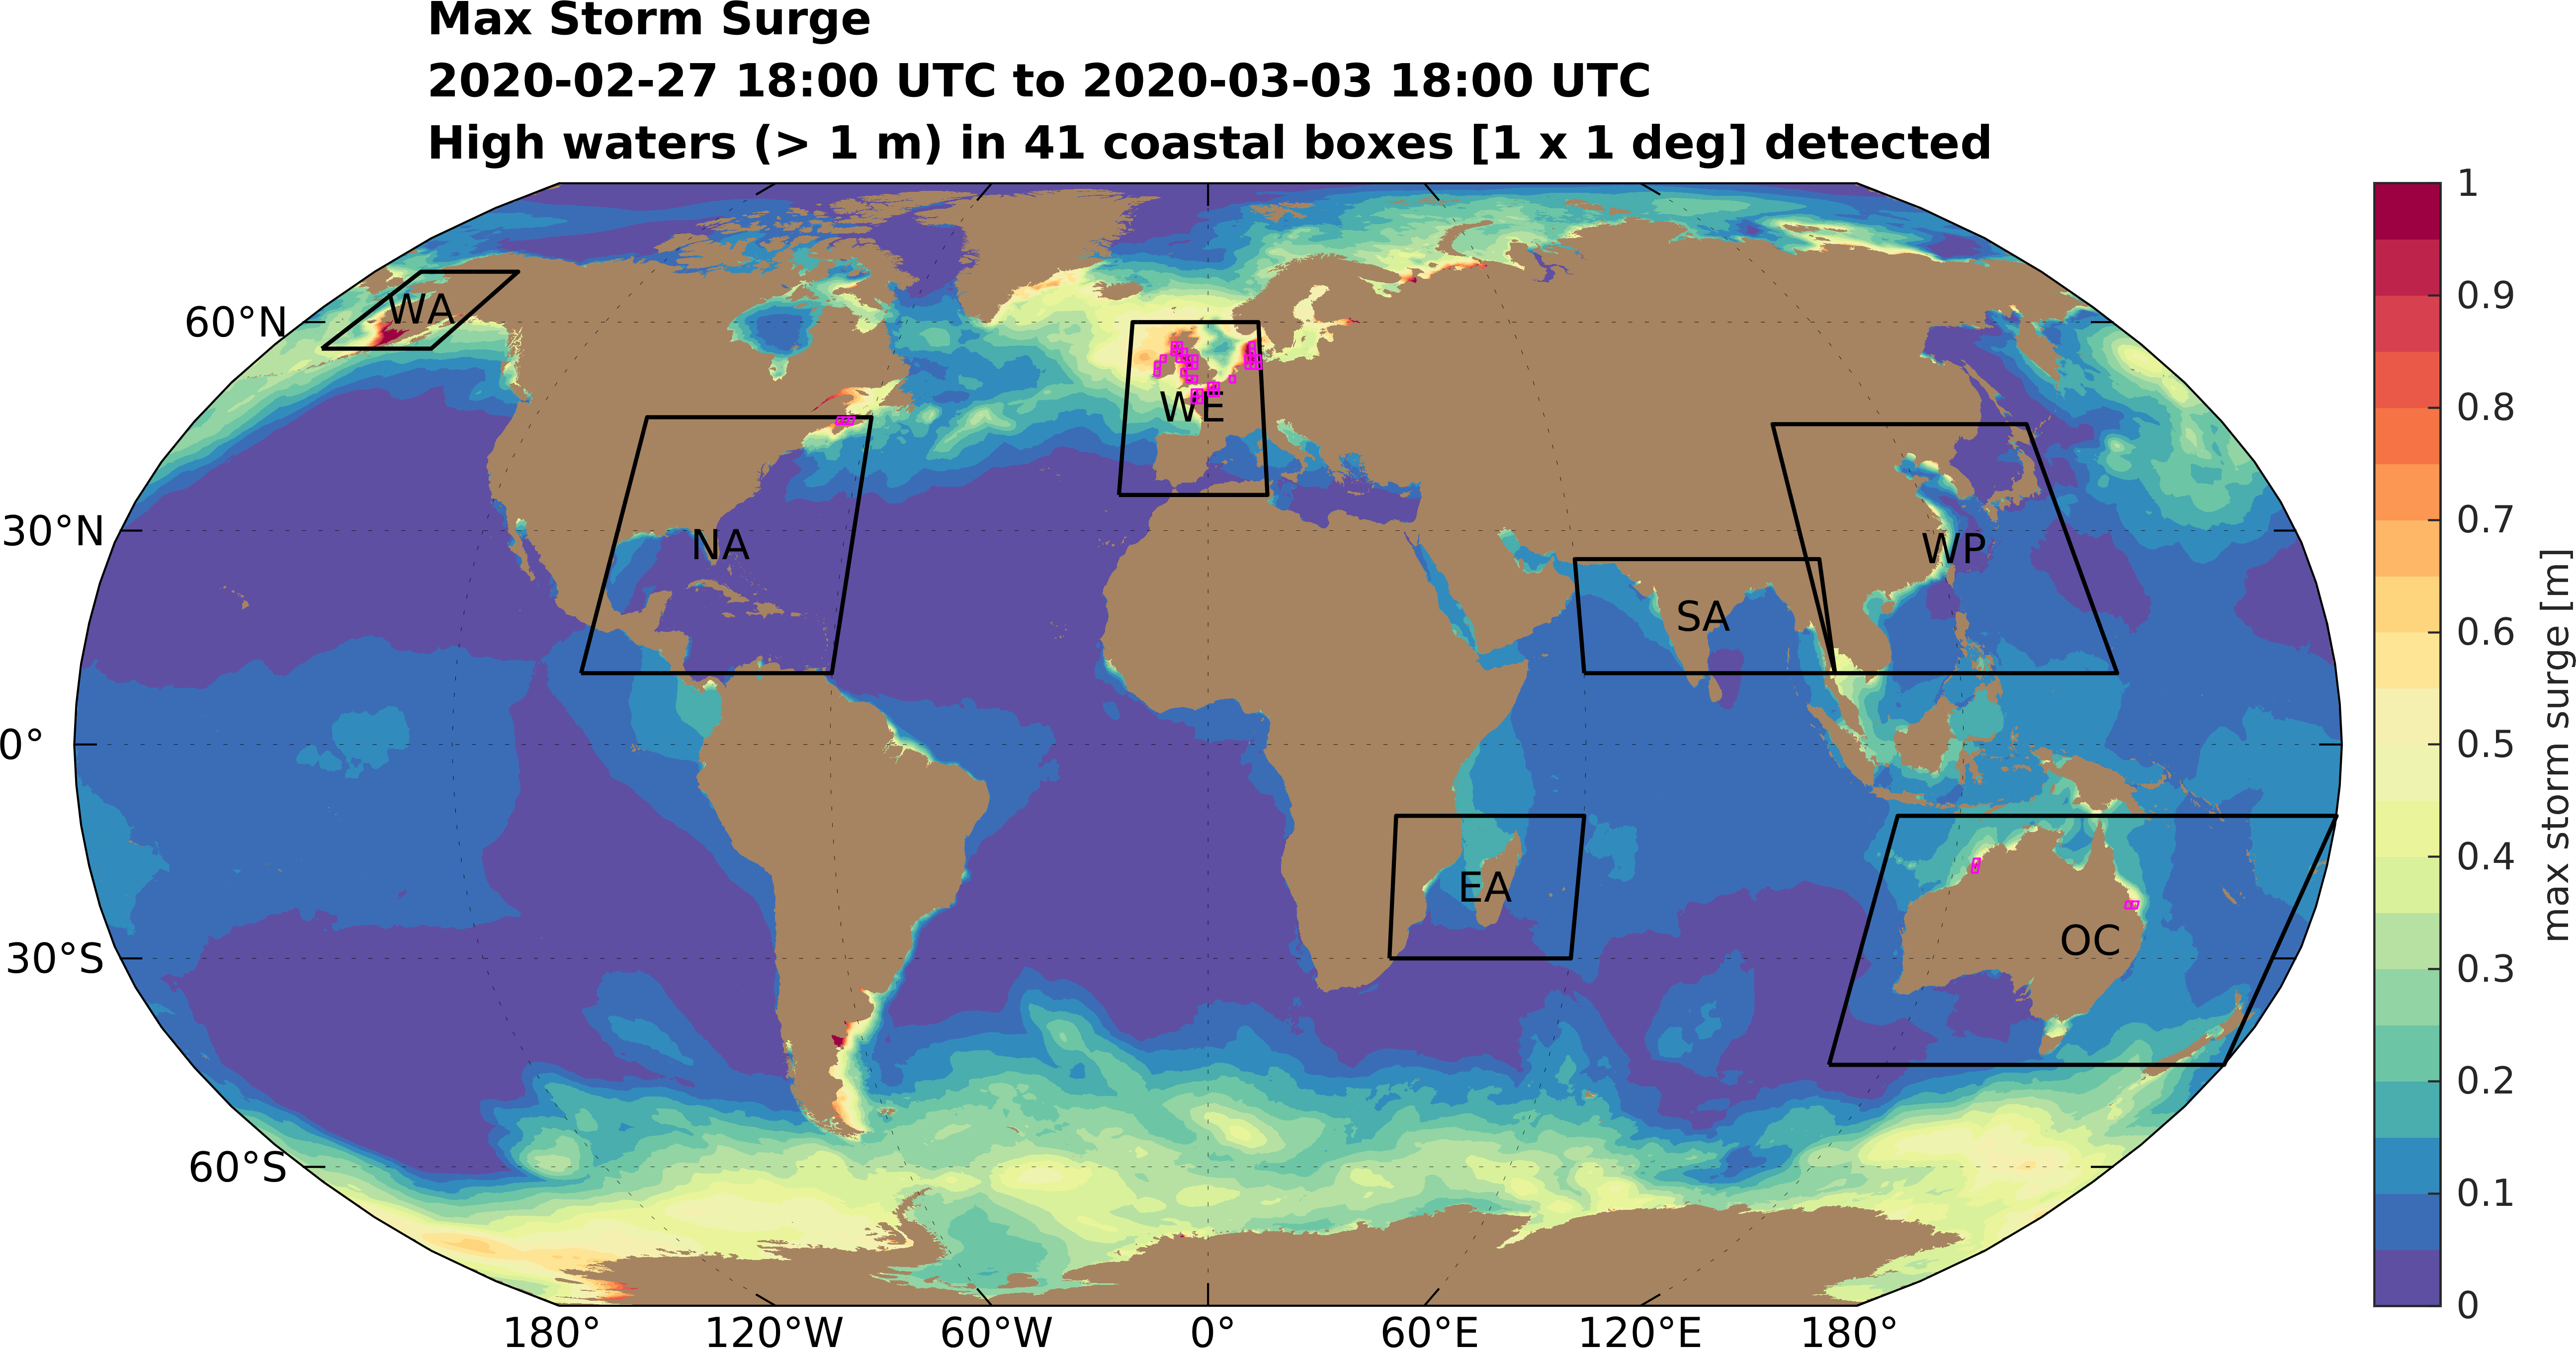 Max Storm Surge
2020-02-27 18:00 UTC to 2020-03-03 18:00 UTC
High waters (> 1 m) in 41 coastal boxes [1 x 1 deg] detected
60°N
30°N
0°
30°S
60°S
WA
NA
WE
SA
WP
EA
OC
180°
120°W
60°W
0°
60°E
120°E
180°
1
0.9
0.8
0.7
0.6
0.5
0.4
0.3
0.2
0.1
0
max storm surge [m]